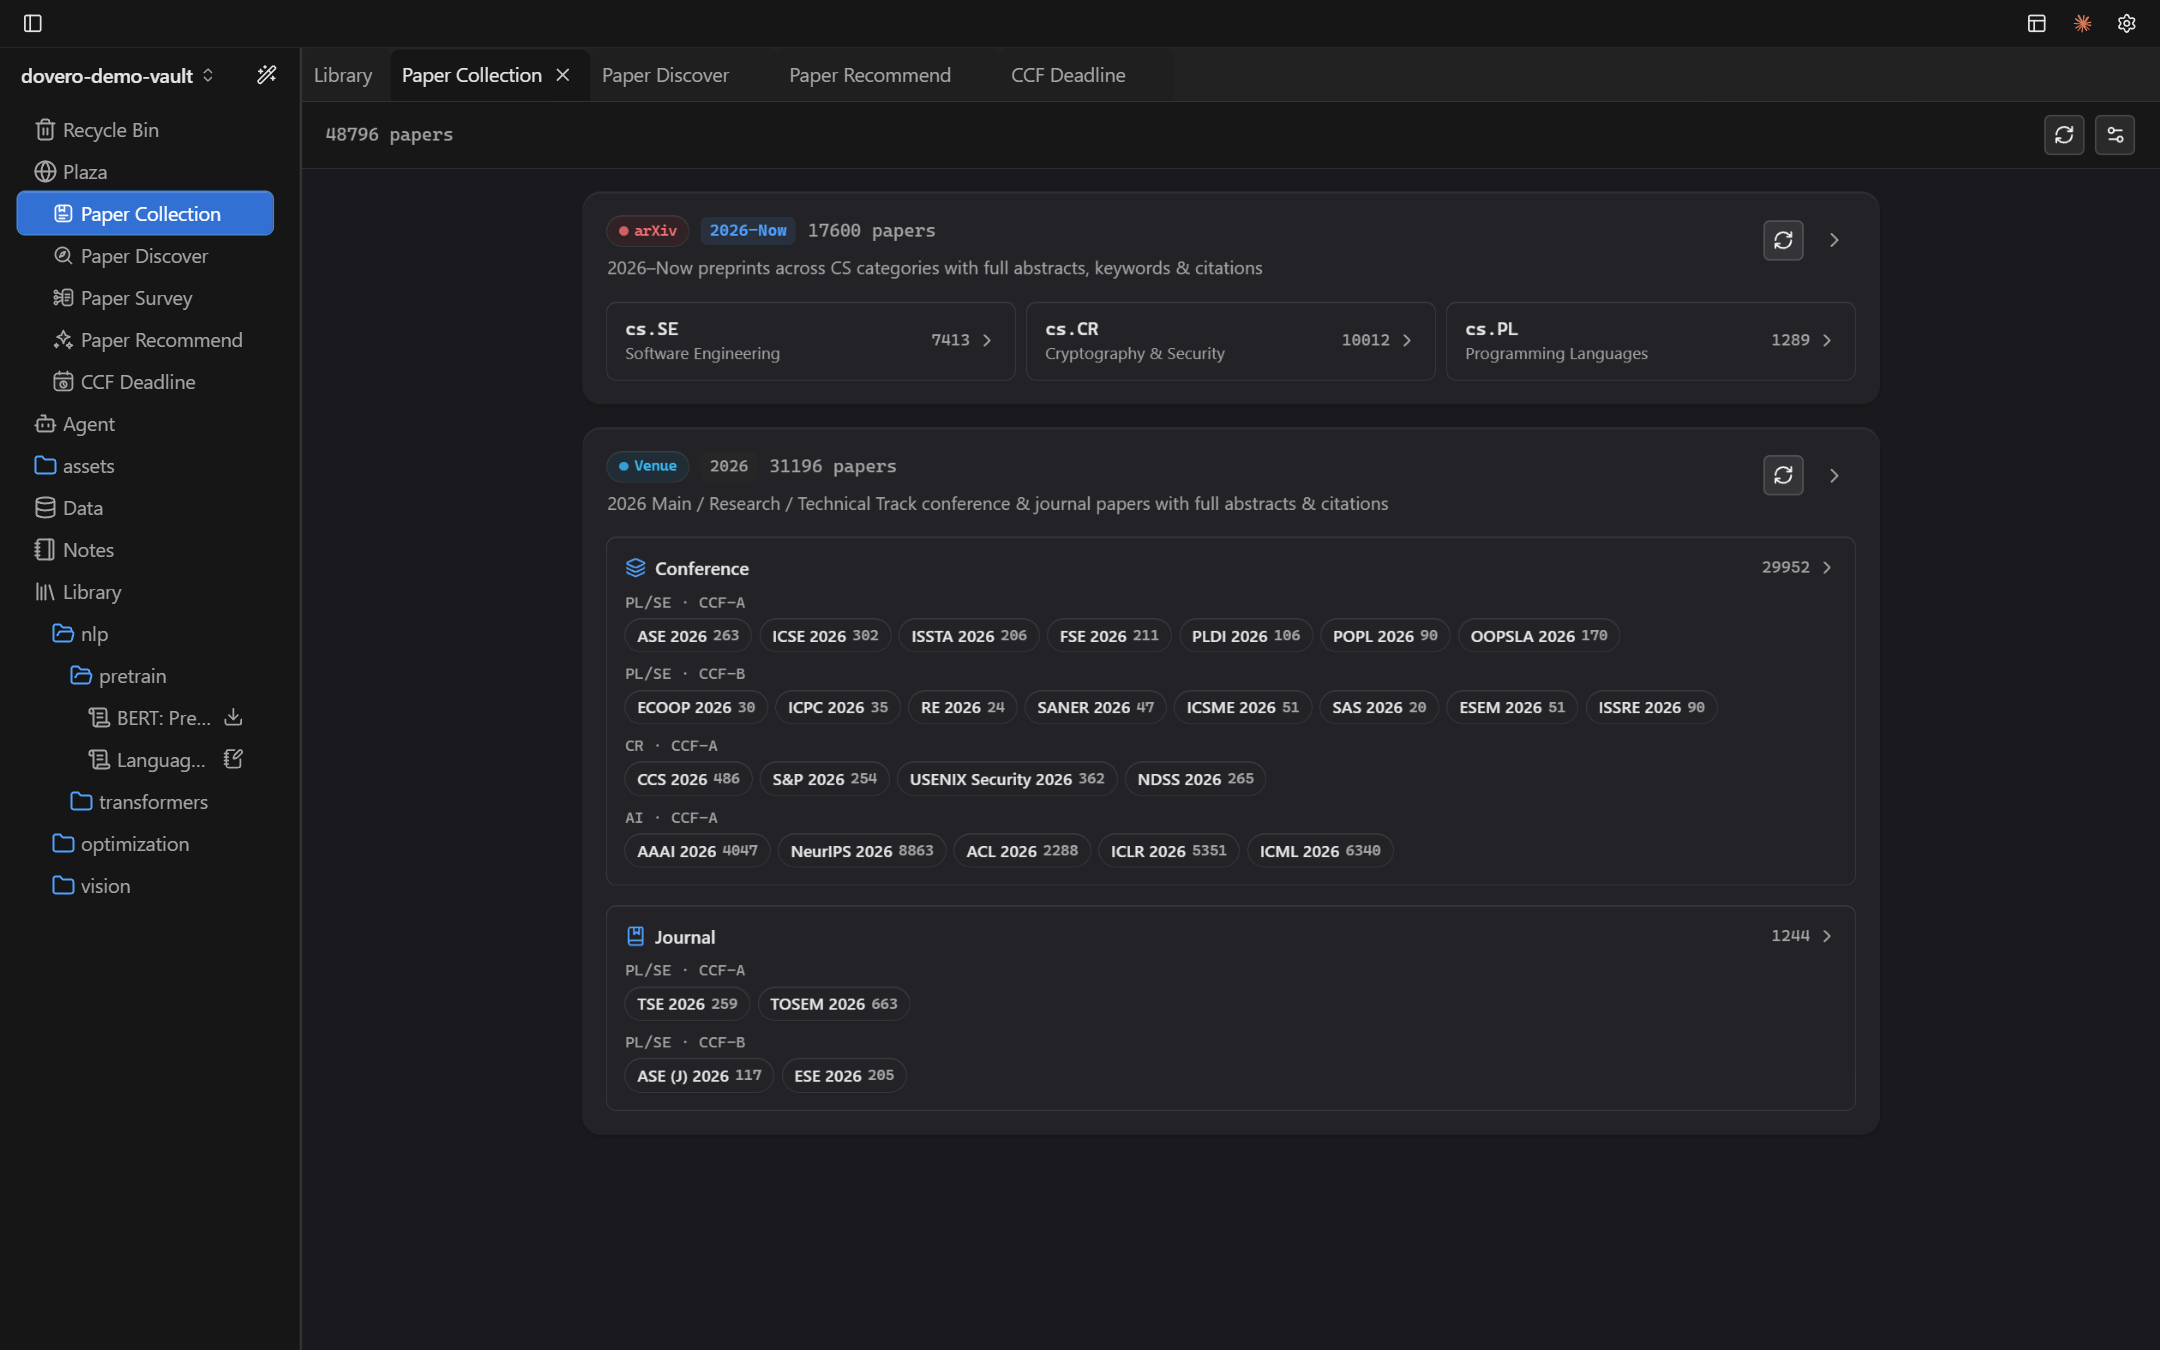 dovero-demo-vault
Recycle Bin
Plaza
Paper Collection
Paper Discover
Paper Survey
Paper Recommend
CCF Deadline
Agent
assets
Data
Notes
Library
nlp
pretrain
BERT: Pre...
Languag...
transformers
optimization
vision
Library Paper Collection Paper Discover Paper Recommend CCF Deadline
48796 papers
arXiv 2026-Now 17600 papers
2026–Now preprints across CS categories with full abstracts, keywords & citations
cs.SE
Software Engineering
7413
cs.CR
Cryptography & Security
10012
cs.PL
Programming Languages
1289
Venue 2026 31196 papers
2026 Main / Research / Technical Track conference & journal papers with full abstracts & citations
Conference 29952
PL/SE · CCF-A
ASE 2026 263 ICSE 2026 302 ISSTA 2026 206 FSE 2026 211 PLDI 2026 106 POPL 2026 90 OOPSLA 2026 170
PL/SE · CCF-B
ECOOP 2026 30 ICPC 2026 35 RE 2026 24 SANER 2026 47 ICSME 2026 51 SAS 2026 20 ESEM 2026 51 ISSRE 2026 90
CR · CCF-A
CCS 2026 486 S&P 2026 254 USENIX Security 2026 362 NDSS 2026 265
AI · CCF-A
AAAI 2026 4047 NeurIPS 2026 8863 ACL 2026 2288 ICLR 2026 5351 ICML 2026 6340
Journal 1244
PL/SE · CCF-A
TSE 2026 259 TOSEM 2026 663
PL/SE · CCF-B
ASE (J) 2026 117 ESE 2026 205